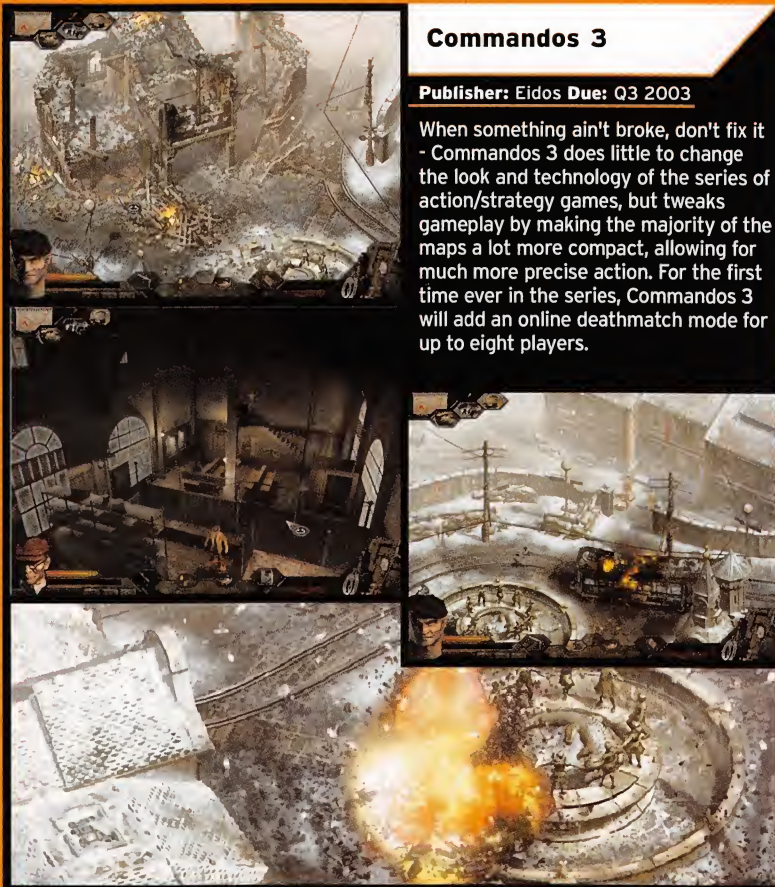 Commandos 3
Publisher: Eidos Due: Q3 2003
When something ain't broke, don't fix it
- Commandos 3 does little to change
the look and technology of the series of
action/strategy games, but tweaks
gameplay by making the majority of the
maps a lot more compact, allowing for
much more precise action. For the first
time ever in the series, Commandos 3
will add an online deathmatch mode for
up to eight players.